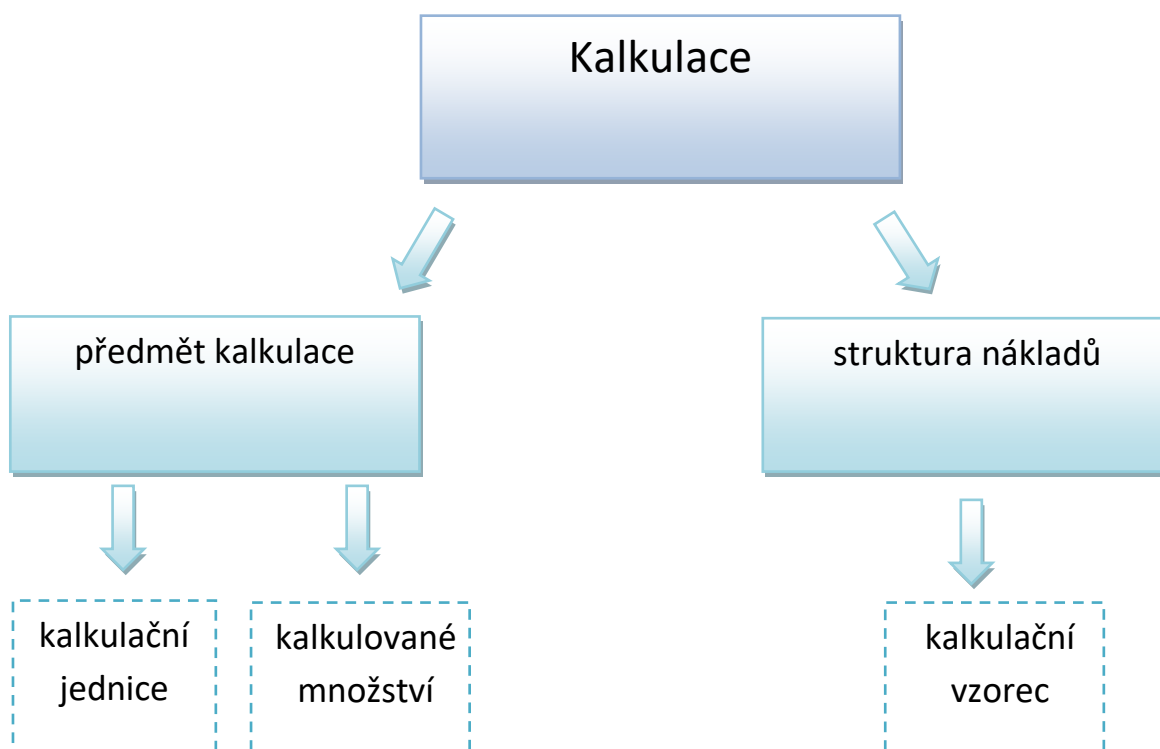 Kalkulace
předmět kalkulace
struktura nákladů
kalkulační
jednice
kalkulované
množství
kalkulační
vzorec